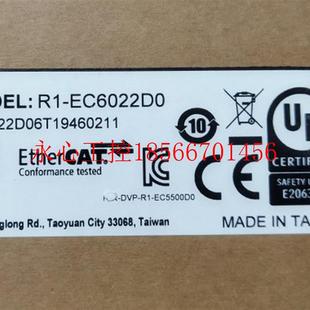 DEL: R1-EC6022D0
22D06T19460211
EtherCAT
Conformance tested
永心工控18566701456
10
UL
CERTIFI
SAFETY U
E2063
-DVP-R1-EC5500D0
glong Rd., Taoyuan City 33068, Taiwan
MADE IN TA